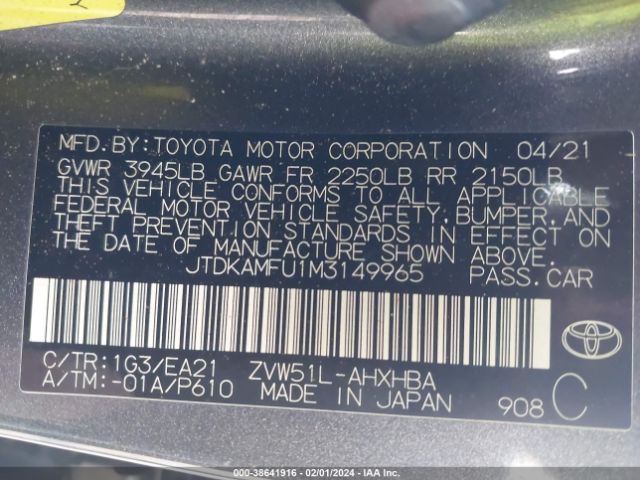 MFD.BY:TOYOTA MOTOR CORPORATION 04/21
GVWR 3945LB GAWR FR 2250LB RR 2150LB
THIS VEHICLE CONFORMS TO ALL APPLICABLE
FEDERAL MOTOR VEHICLE SAFETY,BUMPER,AND
THEFT PREVENTION STANDARDS IN EFFECT ON
THE DATE OF MANUFACTURE SHOWN ABOVE.
JTDKAMFU1M3149965 PASS.CAR
C/TR:1G3/EA21 ZVW51L-AHXHBA
A/TM:-01A/P610 MADE IN JAPAN 908 C
000-38641916 - 02/01/2024 - IAA Inc.